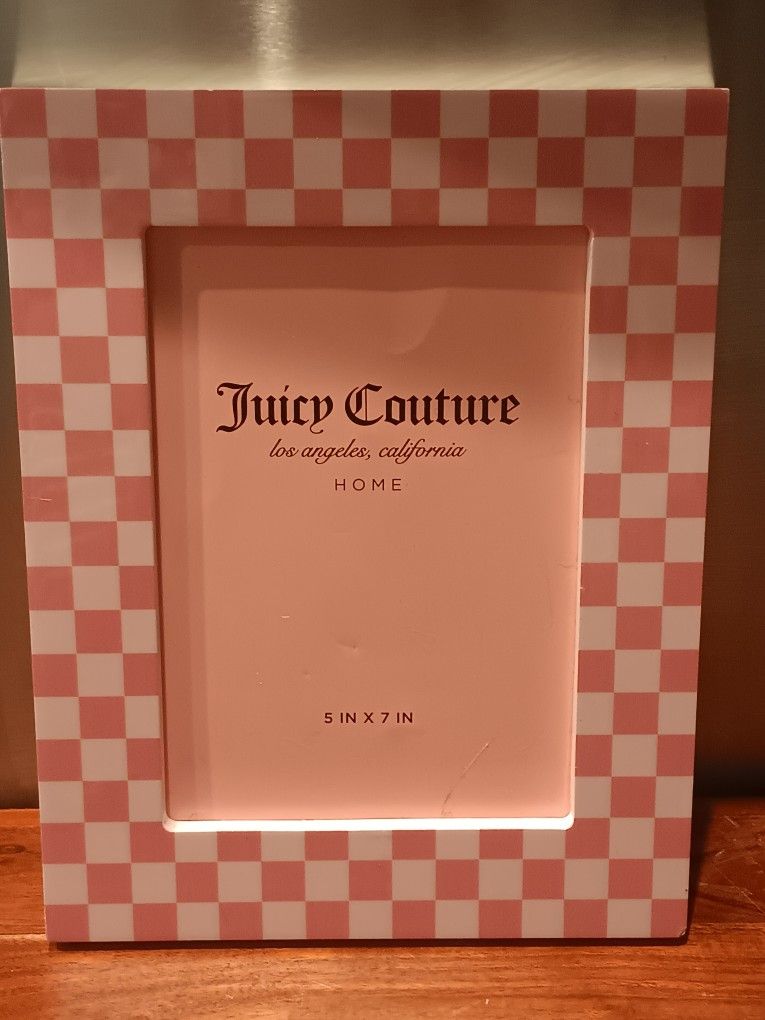 Juicy Couture
los angeles, california
HOME
5 IN X 7 IN